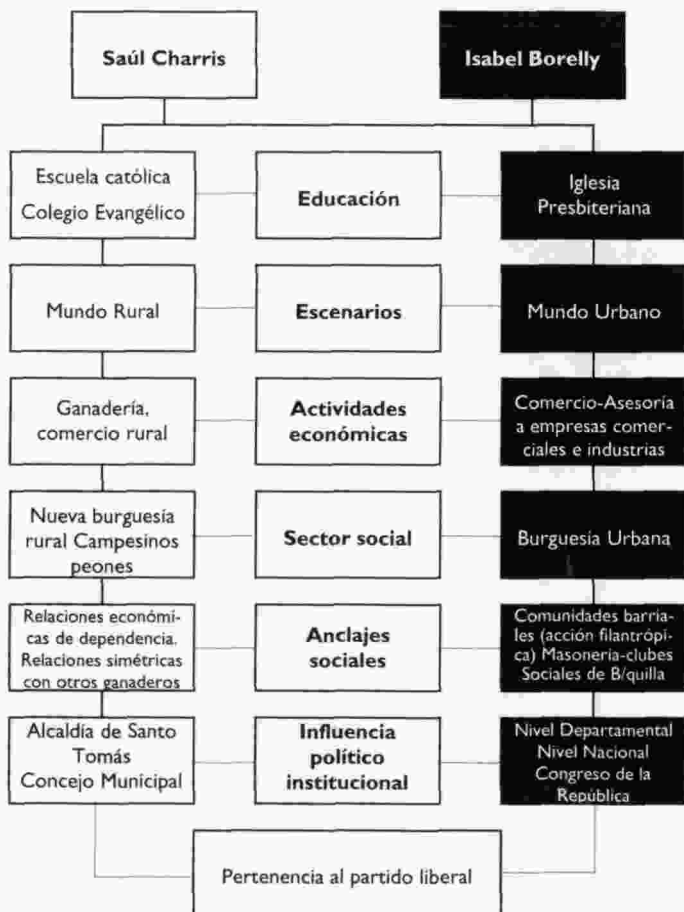 Saúl Charris
Isabel Borelly
Escuela católica
Colegio Evangélico
Educación
Iglesia
Presbiteriana
Mundo Rural
Escenarios
Mundo Urbano
Ganadería,
comercio rural
Actividades
económicas
Comercio-Asesoría
a empresas comer-
ciales e industrias
Nueva burguesía
rural Campesinos
peones
Sector social
Burguesía Urbana
Relaciones económi-
cas de dependencia.
Relaciones simétricas
con otros ganaderos
Anclajes
sociales
Comunidades barria-
les (acción filantrópi-
ca) Masoneria-clubes
Sociales de B/quilla
Alcaldía de Santo
Tomás
Concejo Municipal
Influencia
político
institucional
Nivel Departamental
Nivel Nacional
Congreso de la
República
Pertenencia al partido liberal